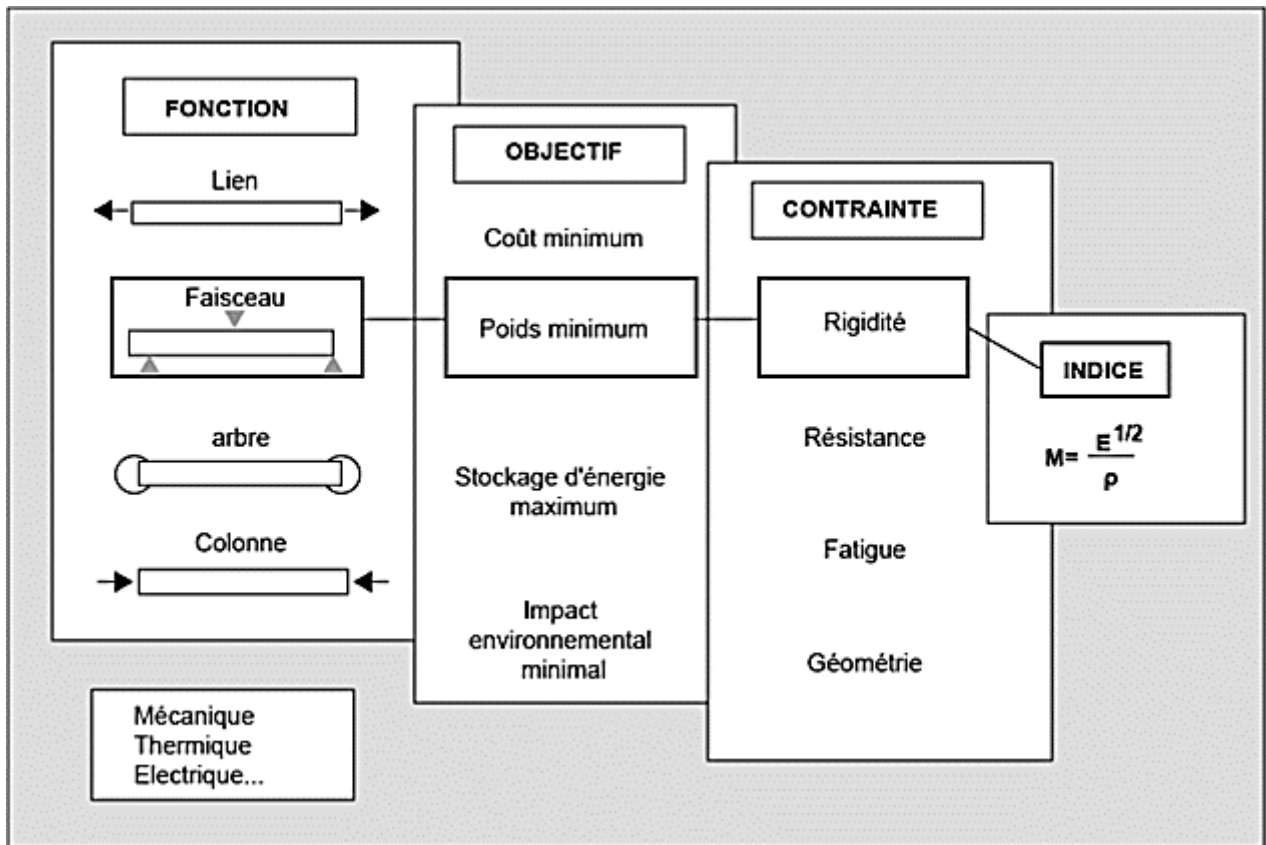 FONCTION
Lien
Faisceau
arbre
Colonne
Mécanique
Thermique
Electrique...
OBJECTIF
Coût minimum
Poids minimum
Stockage d'énergie
maximum
Impact
environnemental
minimal
CONTRAINTE
Rigidité
Résistance
Fatigue
Géométrie
INDICE
M= E^1/2 / ρ